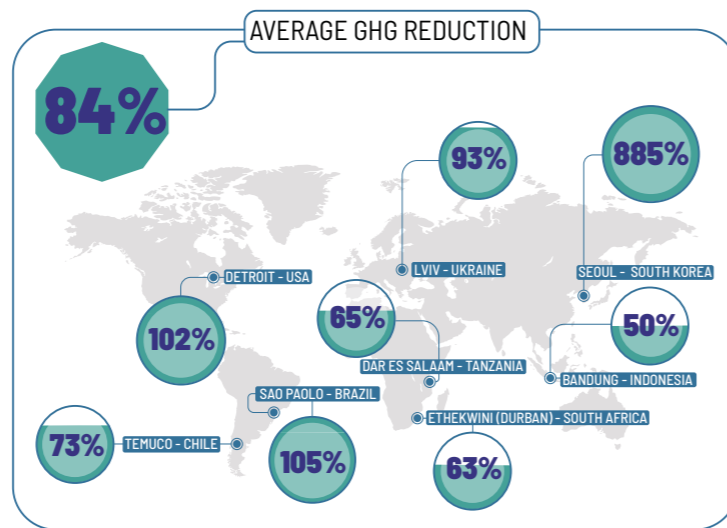 AVERAGE GHG REDUCTION
84%
93%
885%
LVIV - UKRAINE
SEOUL - SOUTH KOREA
DETROIT - USA
102%
65%
50%
DAR ES SALAAM - TANZANIA
BANDUNG - INDONESIA
SAO PAOLO - BRAZIL
ETHEKWINI (DURBAN) - SOUTH AFRICA
73%
TEMUCO - CHILE
105%
63%